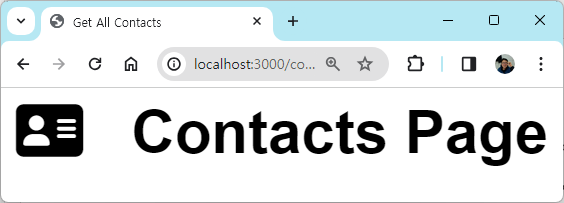 Get All Contacts
localhost:3000/co...
Contacts Page